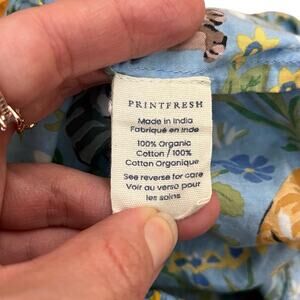 PRINTFRESH
Made in India
Fabriqué en Inde
100% Organic
Cotton / 100%
Cotton Organique
See reverse for care
Voir au verso pour
les soins